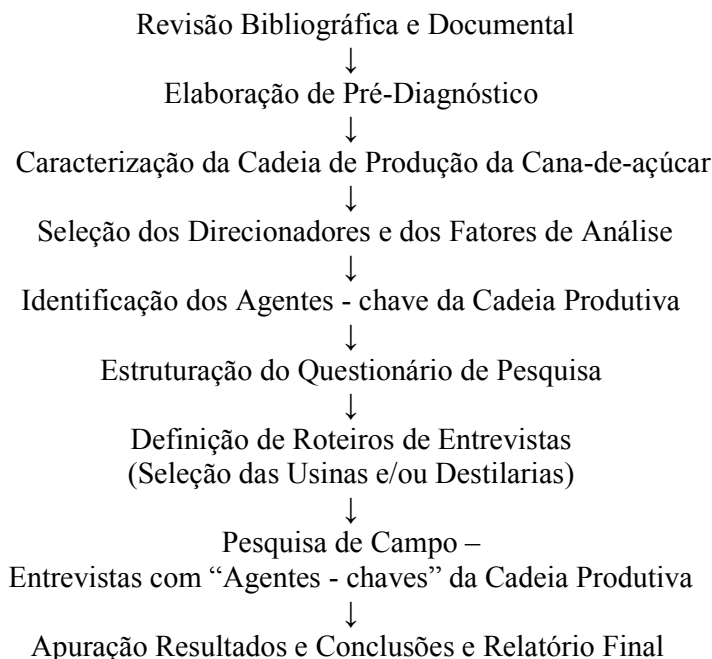 Revisão Bibliográfica e Documental
↓
Elaboração de Pré-Diagnóstico
↓
Caracterização da Cadeia de Produção da Cana-de-açúcar
↓
Seleção dos Direcionadores e dos Fatores de Análise
↓
Identificação dos Agentes - chave da Cadeia Produtiva
↓
Estruturação do Questionário de Pesquisa
↓
Definição de Roteiros de Entrevistas
(Seleção das Usinas e/ou Destilarias)
↓
Pesquisa de Campo –
Entrevistas com “Agentes - chaves” da Cadeia Produtiva
↓
Apuração Resultados e Conclusões e Relatório Final